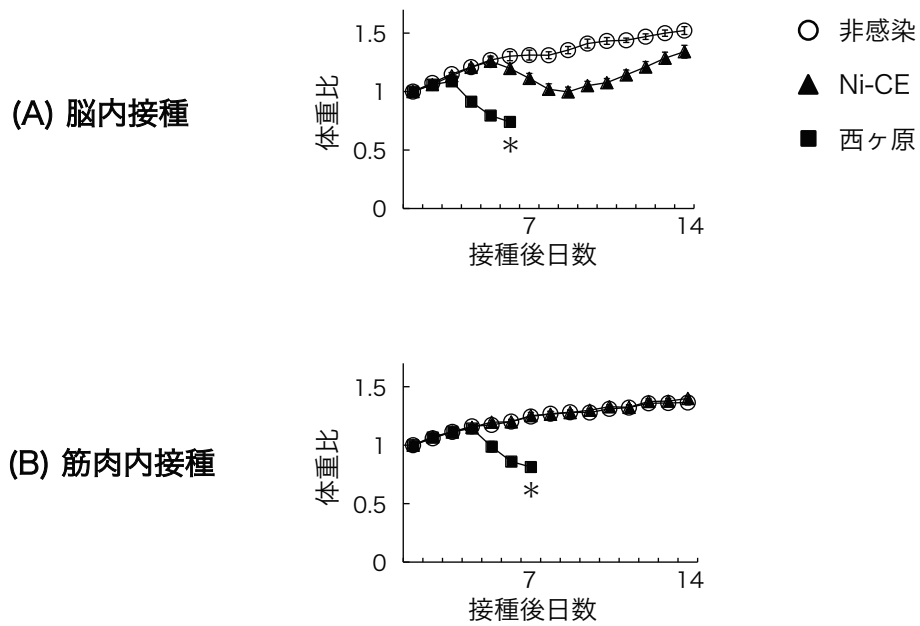 (A) 脳内接種
体重比
1.5
1
0.5
0
*
7
14
接種後日数
非感染
Ni-CE
西ヶ原
(B) 筋肉内接種
体重比
1.5
1
0.5
0
*
7
14
接種後日数